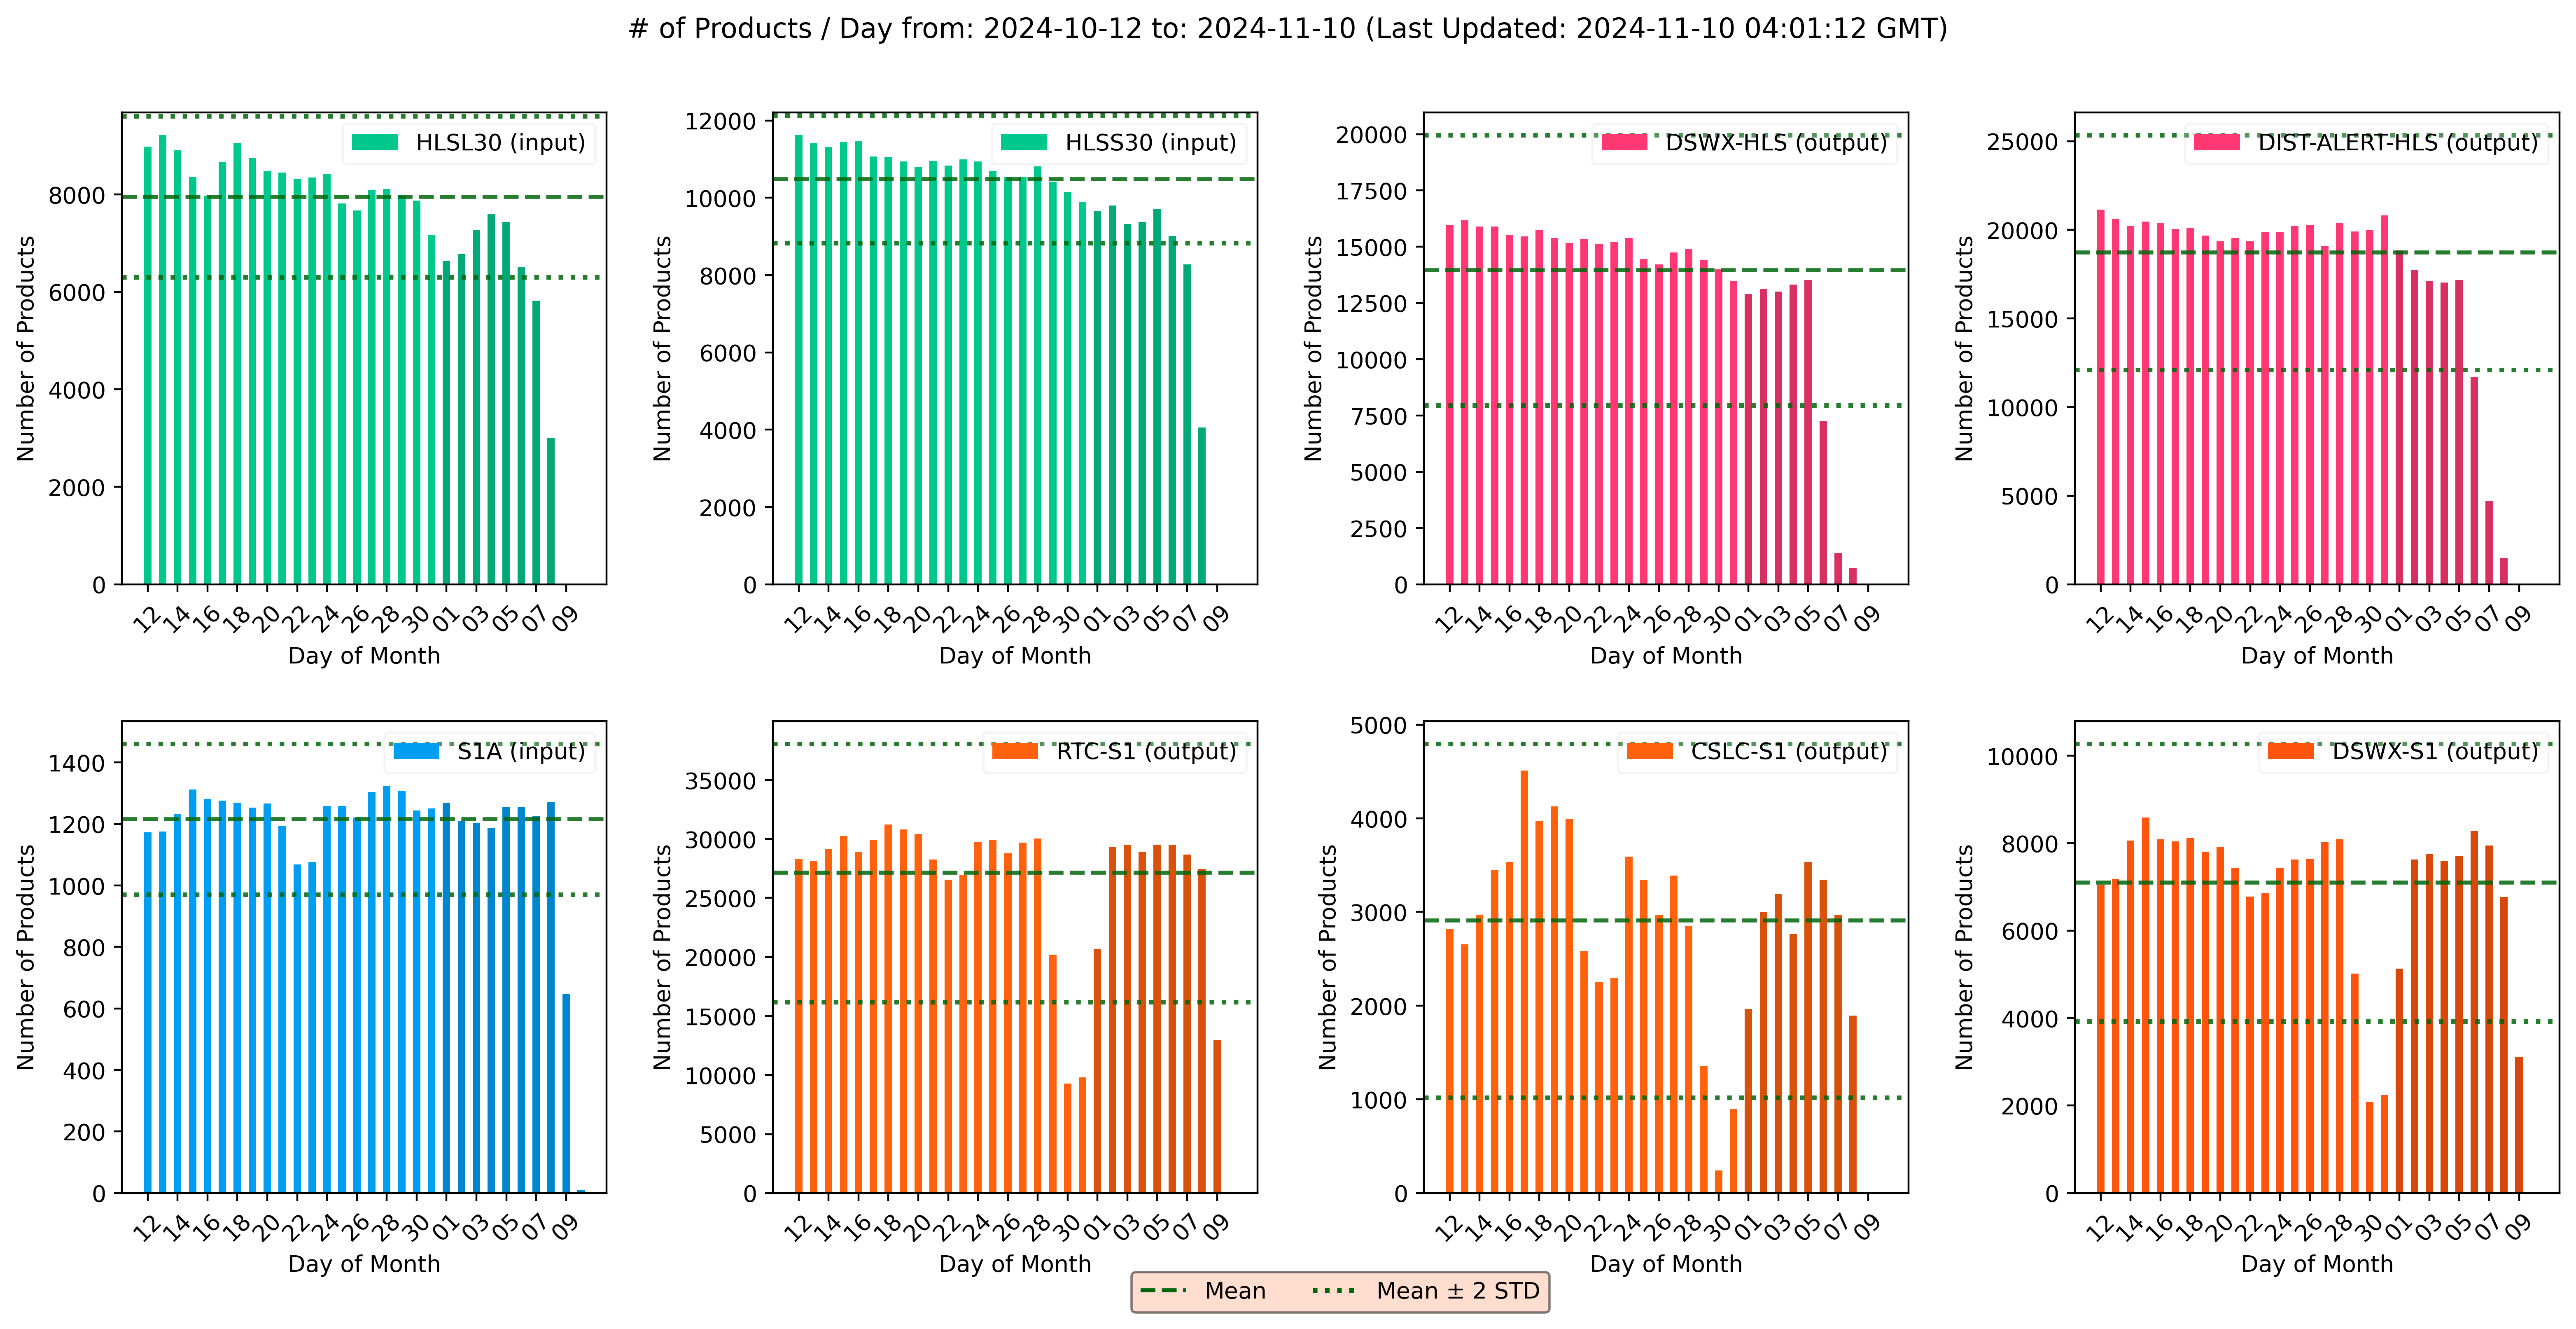 # of Products / Day from: 2024-10-12 to: 2024-11-10 (Last Updated: 2024-11-10 04:01:12 GMT)
HLSL30 (input)
Number of Products
8000
6000
4000
2000
0
12 14 16 18 20 22 24 26 28 30 01 03 05 07 09
Day of Month
HLSS30 (input)
Number of Products
12000
10000
8000
6000
4000
2000
0
12 14 16 18 20 22 24 26 28 30 01 03 05 07 09
Day of Month
DSWX-HLS (output)
Number of Products
20000
17500
15000
12500
10000
7500
5000
2500
0
12 14 16 18 20 22 24 26 28 30 01 03 05 07 09
Day of Month
DIST-ALERT-HLS (output)
Number of Products
25000
20000
15000
10000
5000
0
12 14 16 18 20 22 24 26 28 30 01 03 05 07 09
Day of Month
S1A (input)
Number of Products
1400
1200
1000
800
600
400
200
0
12 14 16 18 20 22 24 26 28 30 01 03 05 07 09
Day of Month
RTC-S1 (output)
Number of Products
35000
30000
25000
20000
15000
10000
5000
0
12 14 16 18 20 22 24 26 28 30 01 03 05 07 09
Day of Month
CSLC-S1 (output)
Number of Products
5000
4000
3000
2000
1000
0
12 14 16 18 20 22 24 26 28 30 01 03 05 07 09
Day of Month
DSWX-S1 (output)
Number of Products
10000
8000
6000
4000
2000
0
12 14 16 18 20 22 24 26 28 30 01 03 05 07 09
Day of Month
Mean
Mean ± 2 STD